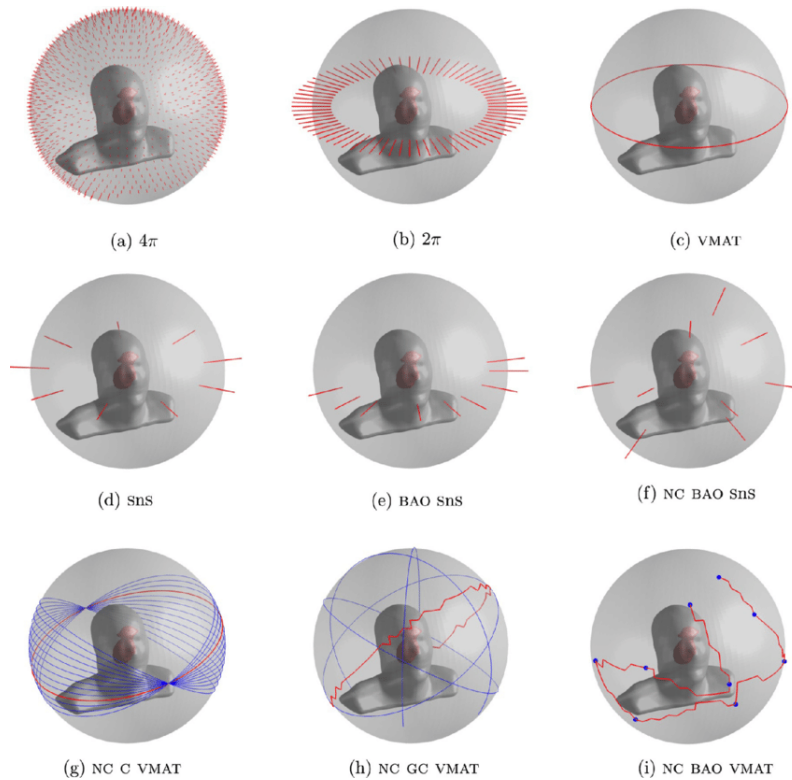 (a) 4π
(b) 2π
(c) VMAT
(d) SnS
(e) BAO SnS
(f) NC BAO SnS
(g) NC C VMAT
(h) NC GC VMAT
(i) NC BAO VMAT